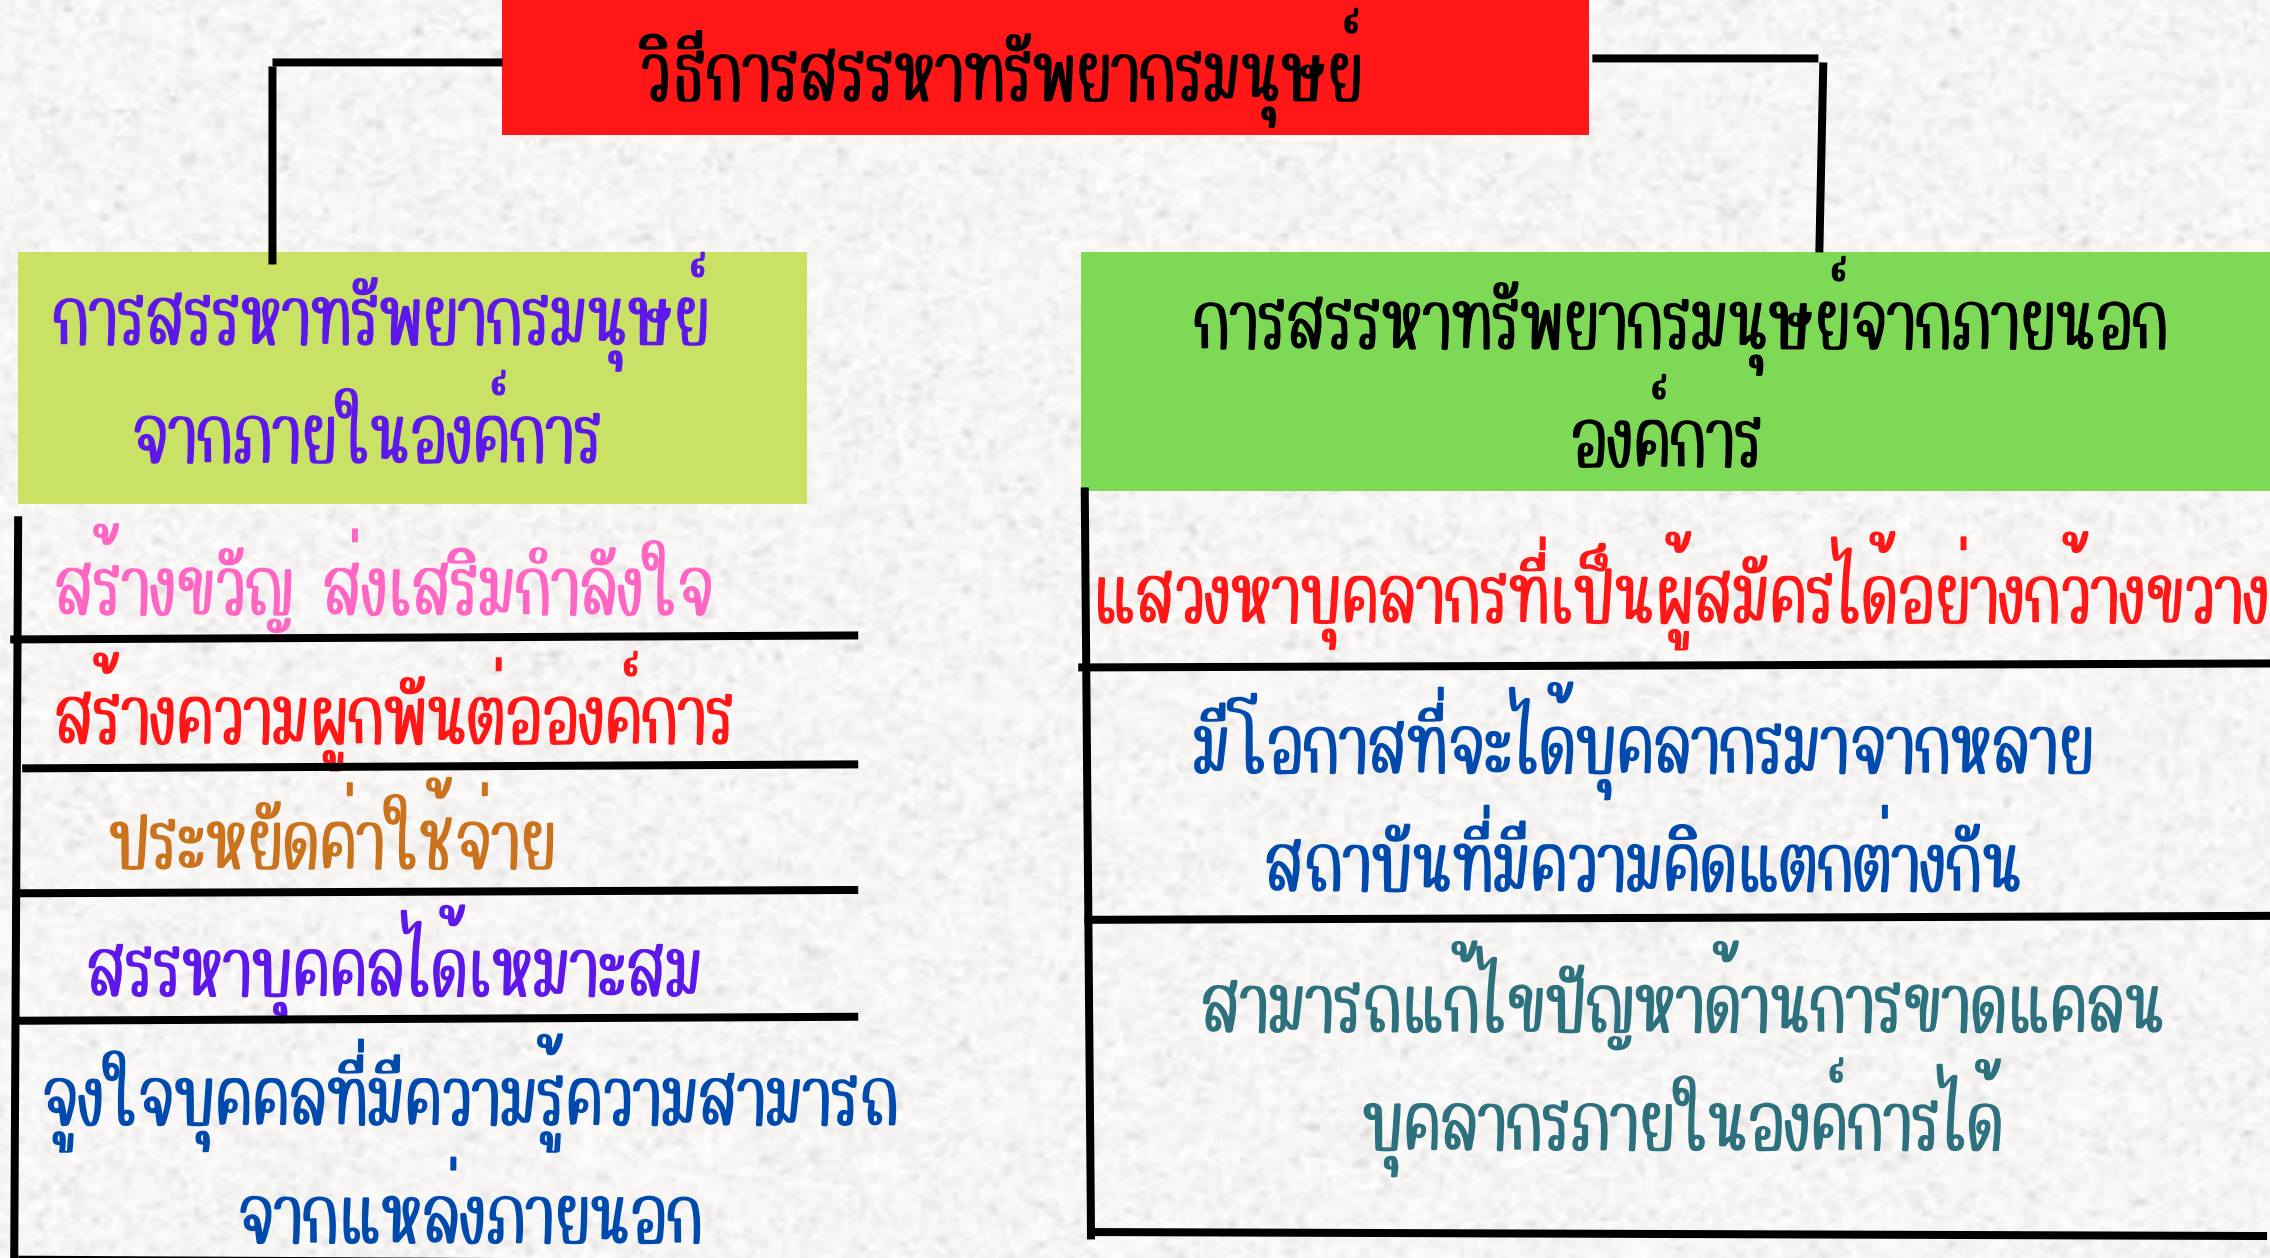 วิธีการสรรหาทรัพยากรมนุษย์
การสรรหาทรัพยากรมนุษย์
จากภายในองค์การ
สร้างขวัญ ส่งเสริมกำลังใจ
สร้างความผูกพันต่อองค์การ
ประหยัดค่าใช้จ่าย
สรรหาบุคคลได้เหมาะสม
จูงใจบุคคลที่มีความรู้ความสามารถ
จากแหล่งภายนอก
การสรรหาทรัพยากรมนุษย์จากภายนอก
องค์การ
แสวงหาบุคลากรที่เป็นผู้สมัครได้อย่างกว้างขวาง
มีโอกาสที่จะได้บุคลากรมาจากหลาย
สถาบันที่มีความคิดแตกต่างกัน
สามารถแก้ไขปัญหาด้านการขาดแคลน
บุคลากรภายในองค์การได้